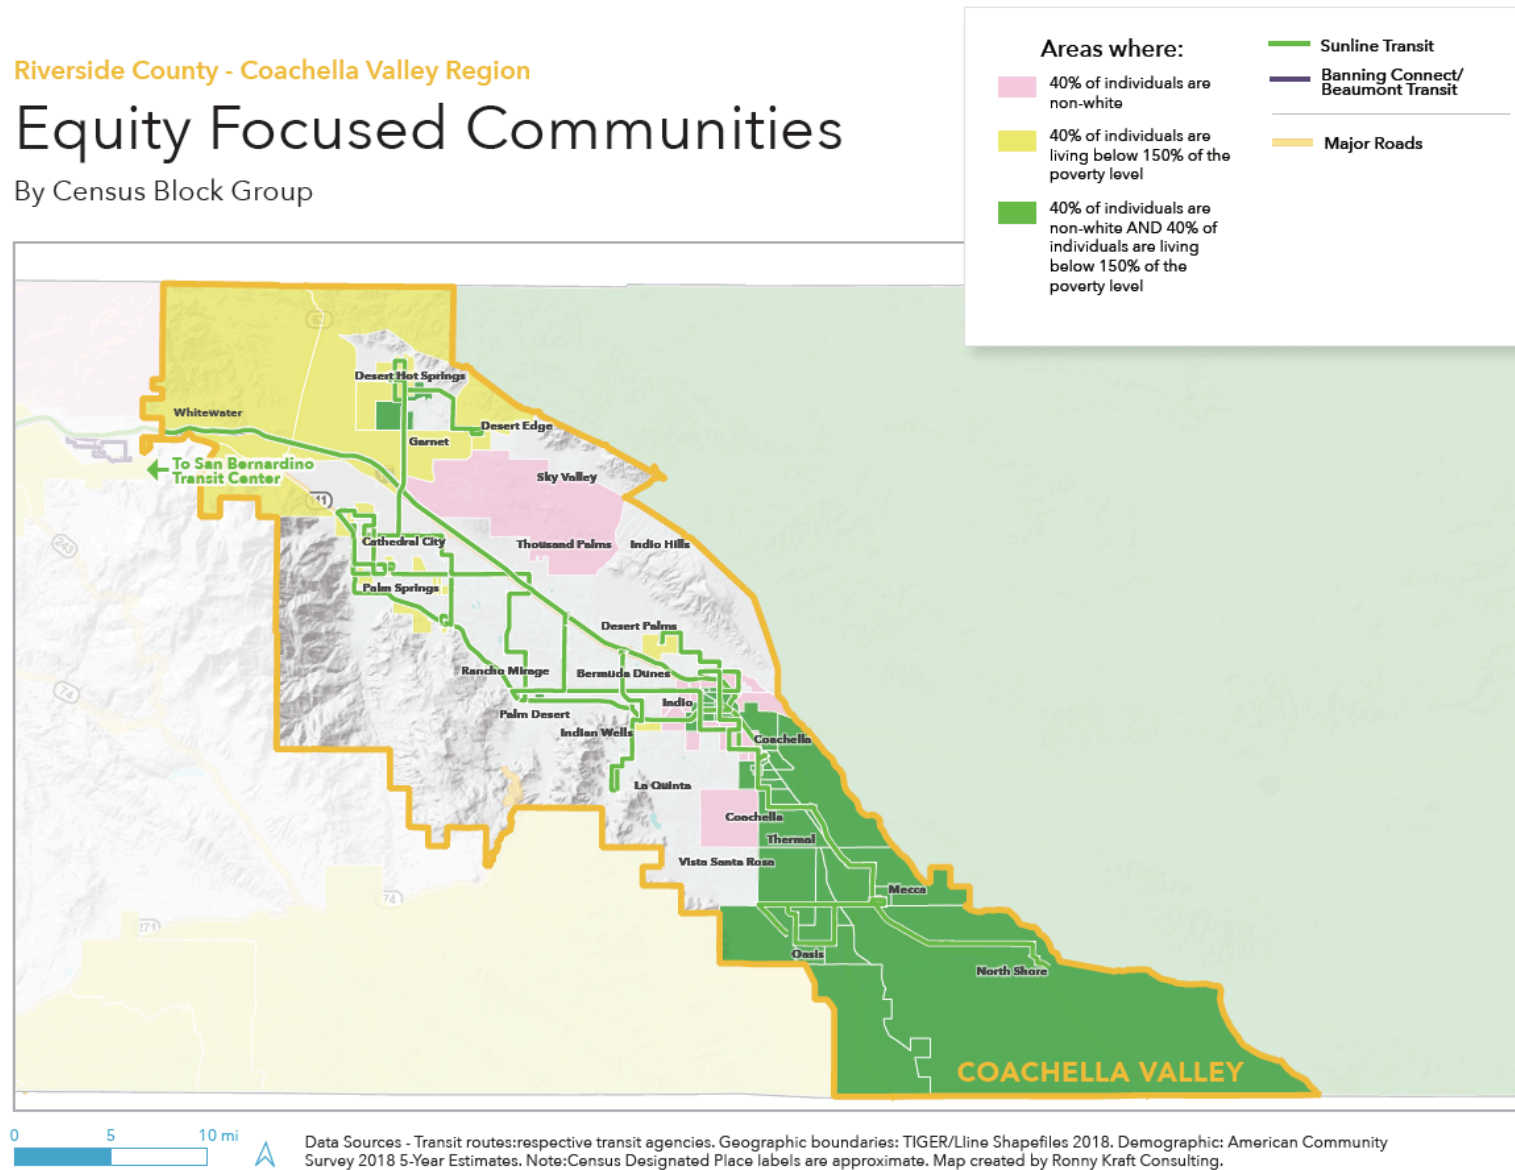 Riverside County - Coachella Valley Region
Equity Focused Communities
By Census Block Group
Areas where:
40% of individuals are
non-white
40% of individuals are
living below 150% of the
poverty level
40% of individuals are
non-white AND 40% of
individuals are living
below 150% of the
poverty level
Sunline Transit
Banning Connect/
Beaumont Transit
Major Roads
62
Desert Hot Springs
Whitewater
Desert Edge
Garnet
To San Bernardino
Transit Center
Sky Valley
111
243
Cathedral City
Thousand Palms
Indio Hills
Palm Springs
Desert Palms
Rancho Mirage
Bermuda Dunes
74
Indio
Palm Desert
Indian Wells
Coachella
La Quinta
Coachella
Thermal
Vista Santa Rosa
Mecca
74
271
Oasis
North Shore
COACHELLA VALLEY
0 5 10 mi
Data Sources - Transit routes:respective transit agencies. Geographic boundaries: TIGER/Lline Shapefiles 2018. Demographic: American Community
Survey 2018 5-Year Estimates. Note:Census Designated Place labels are approximate. Map created by Ronny Kraft Consulting.